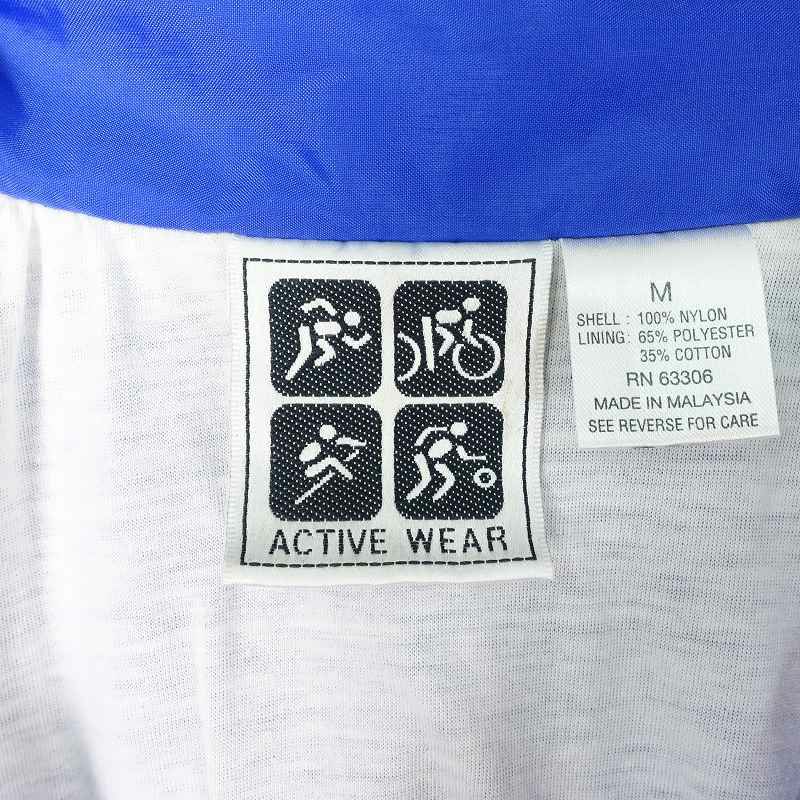 ACTIVE WEAR
M
SHELL : 100% NYLON
LINING: 65% POLYESTER
35% COTTON
RN 63306
MADE IN MALAYSIA
SEE REVERSE FOR CARE